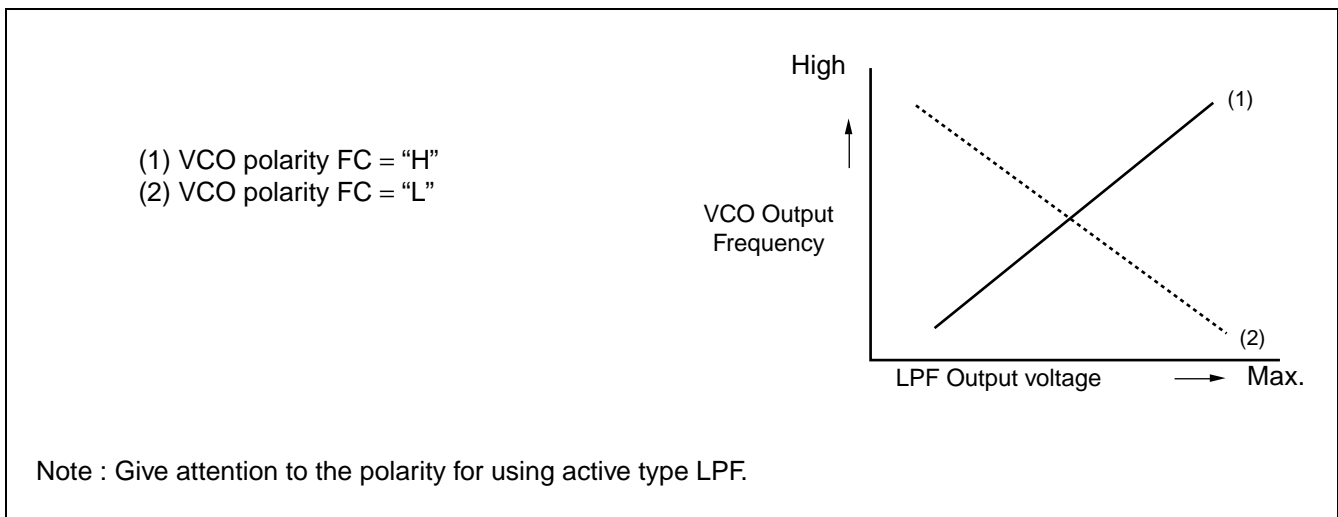 (1) VCO polarity FC = “H”
(2) VCO polarity FC = “L”
High
(1)
VCO Output
Frequency
(2)
LPF Output voltage
Max.
Note : Give attention to the polarity for using active type LPF.